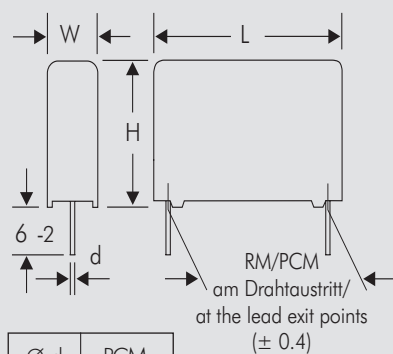 W
L
H
6 -2
d
RM/PCM
am Drahtaustritt/
at the lead exit points
(± 0.4)
PCM